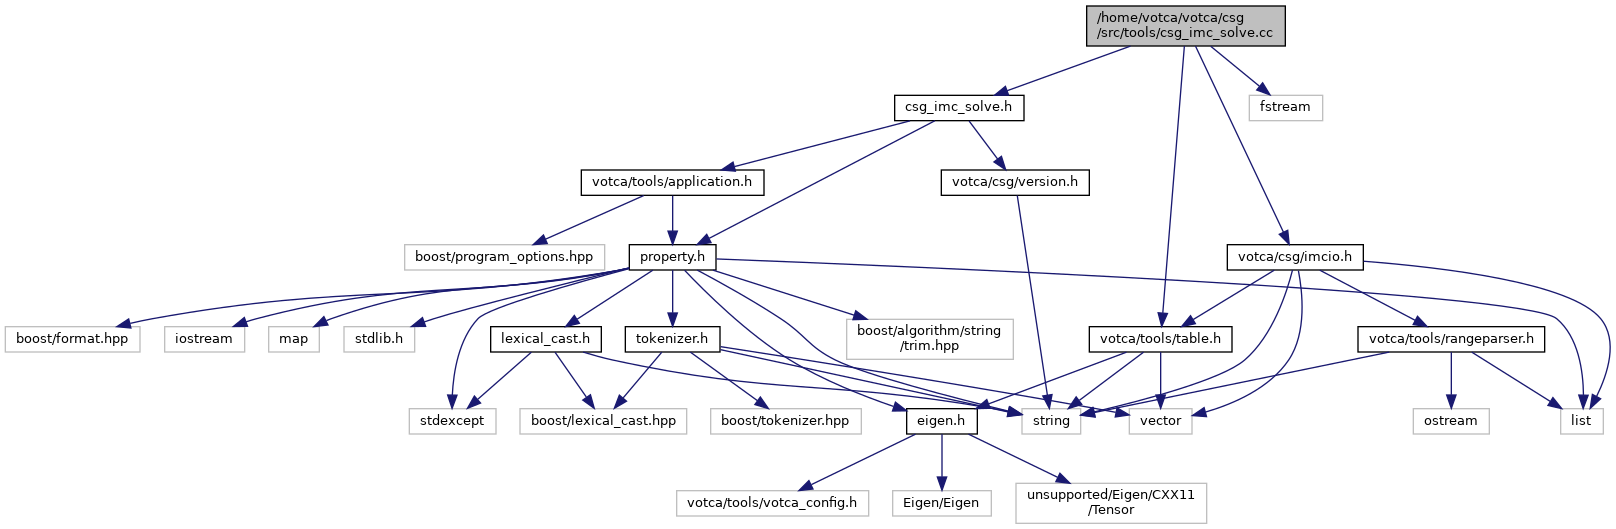 /home/votca/votca/csg
/src/tools/csg_imc_solve.cc
csg_imc_solve.h
fstream
votca/tools/application.h
votca/csg/version.h
boost/program_options.hpp
property.h
votca/csg/imcio.h
boost/format.hpp
iostream
map
stdlib.h
lexical_cast.h
tokenizer.h
boost/algorithm/string
/trim.hpp
votca/tools/table.h
votca/tools/rangeparser.h
stdexcept
boost/lexical_cast.hpp
boost/tokenizer.hpp
eigen.h
string
vector
ostream
list
votca/tools/votca_config.h
Eigen/Eigen
unsupported/Eigen/CXX11
/Tensor